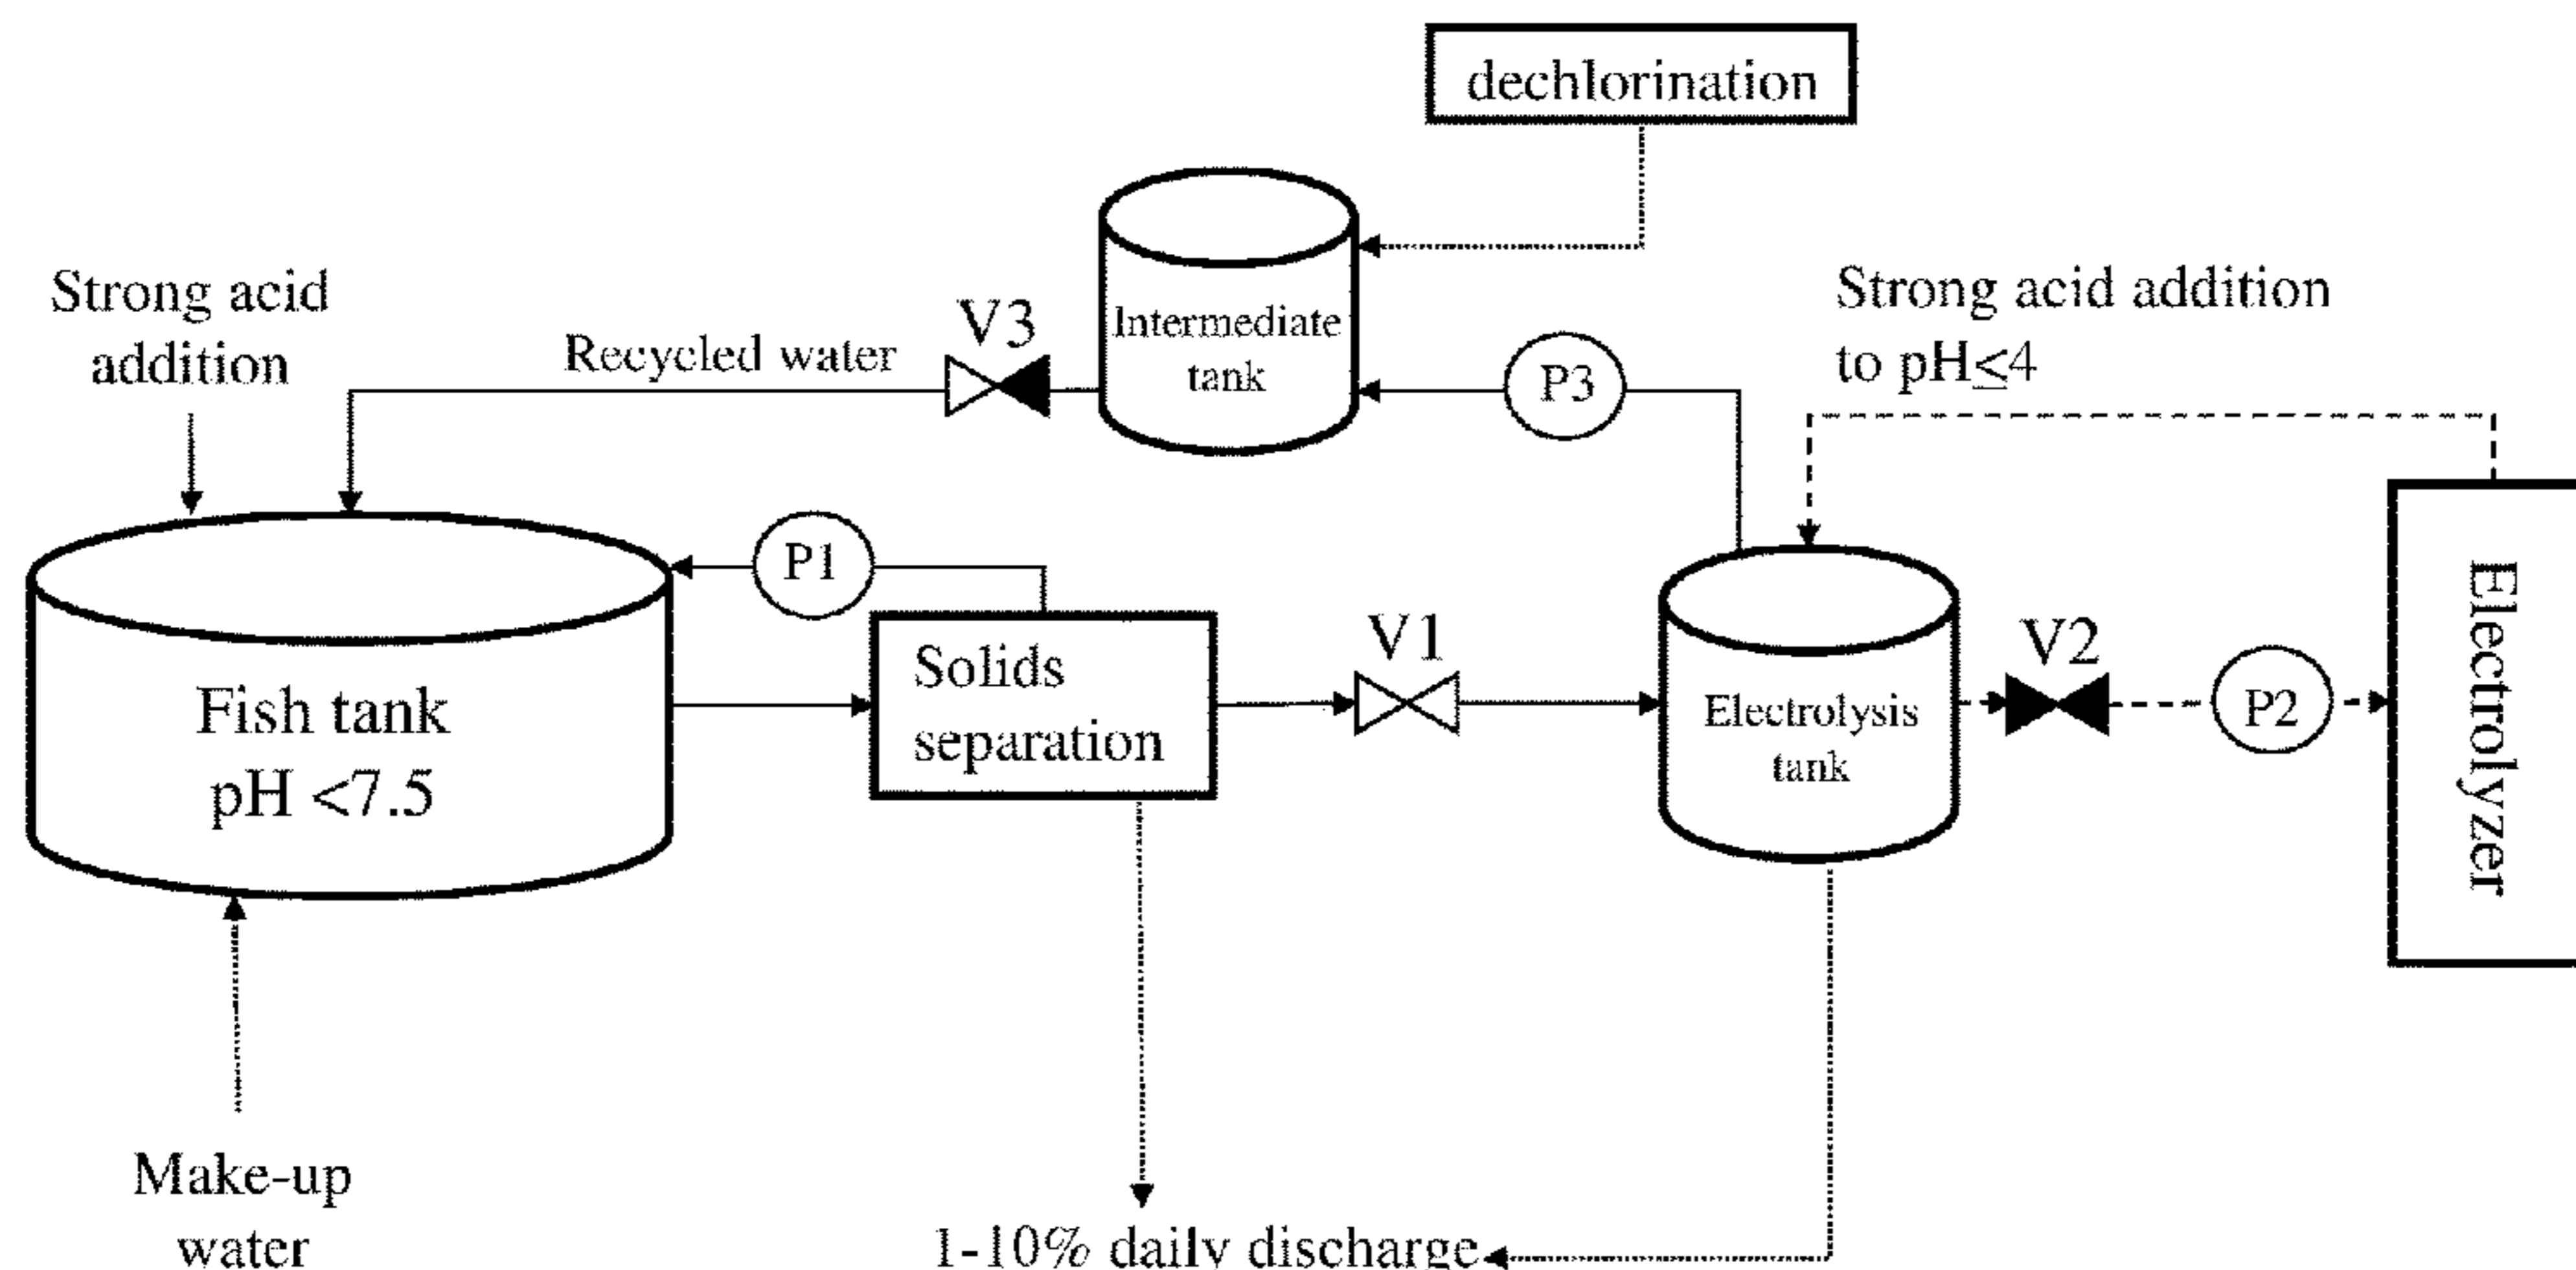 dechlorination
Strong acid
addition
Recycled water
V3
Intermediate
tank
P3
Strong acid addition
to pH≤4
P1
Fish tank
pH <7.5
Solids
separation
V1
Electrolysis
tank
V2
P2
Electrolyzer
Make-up
water
1-10% daily discharge